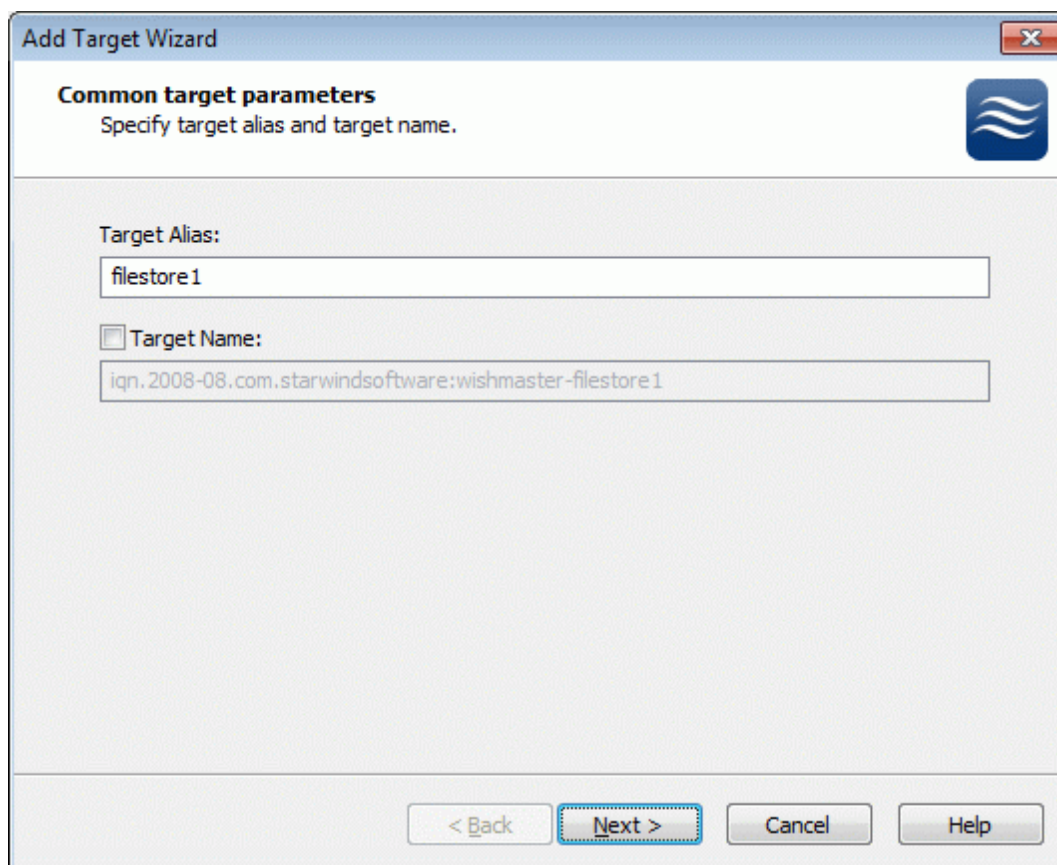 Add Target Wizard
Common target parameters
Specify target alias and target name.
Target Alias:
filestore1
Target Name:
iqn.2008-08.com.starwindsoftware:wishmaster-filestore1
< Back Next > Cancel Help